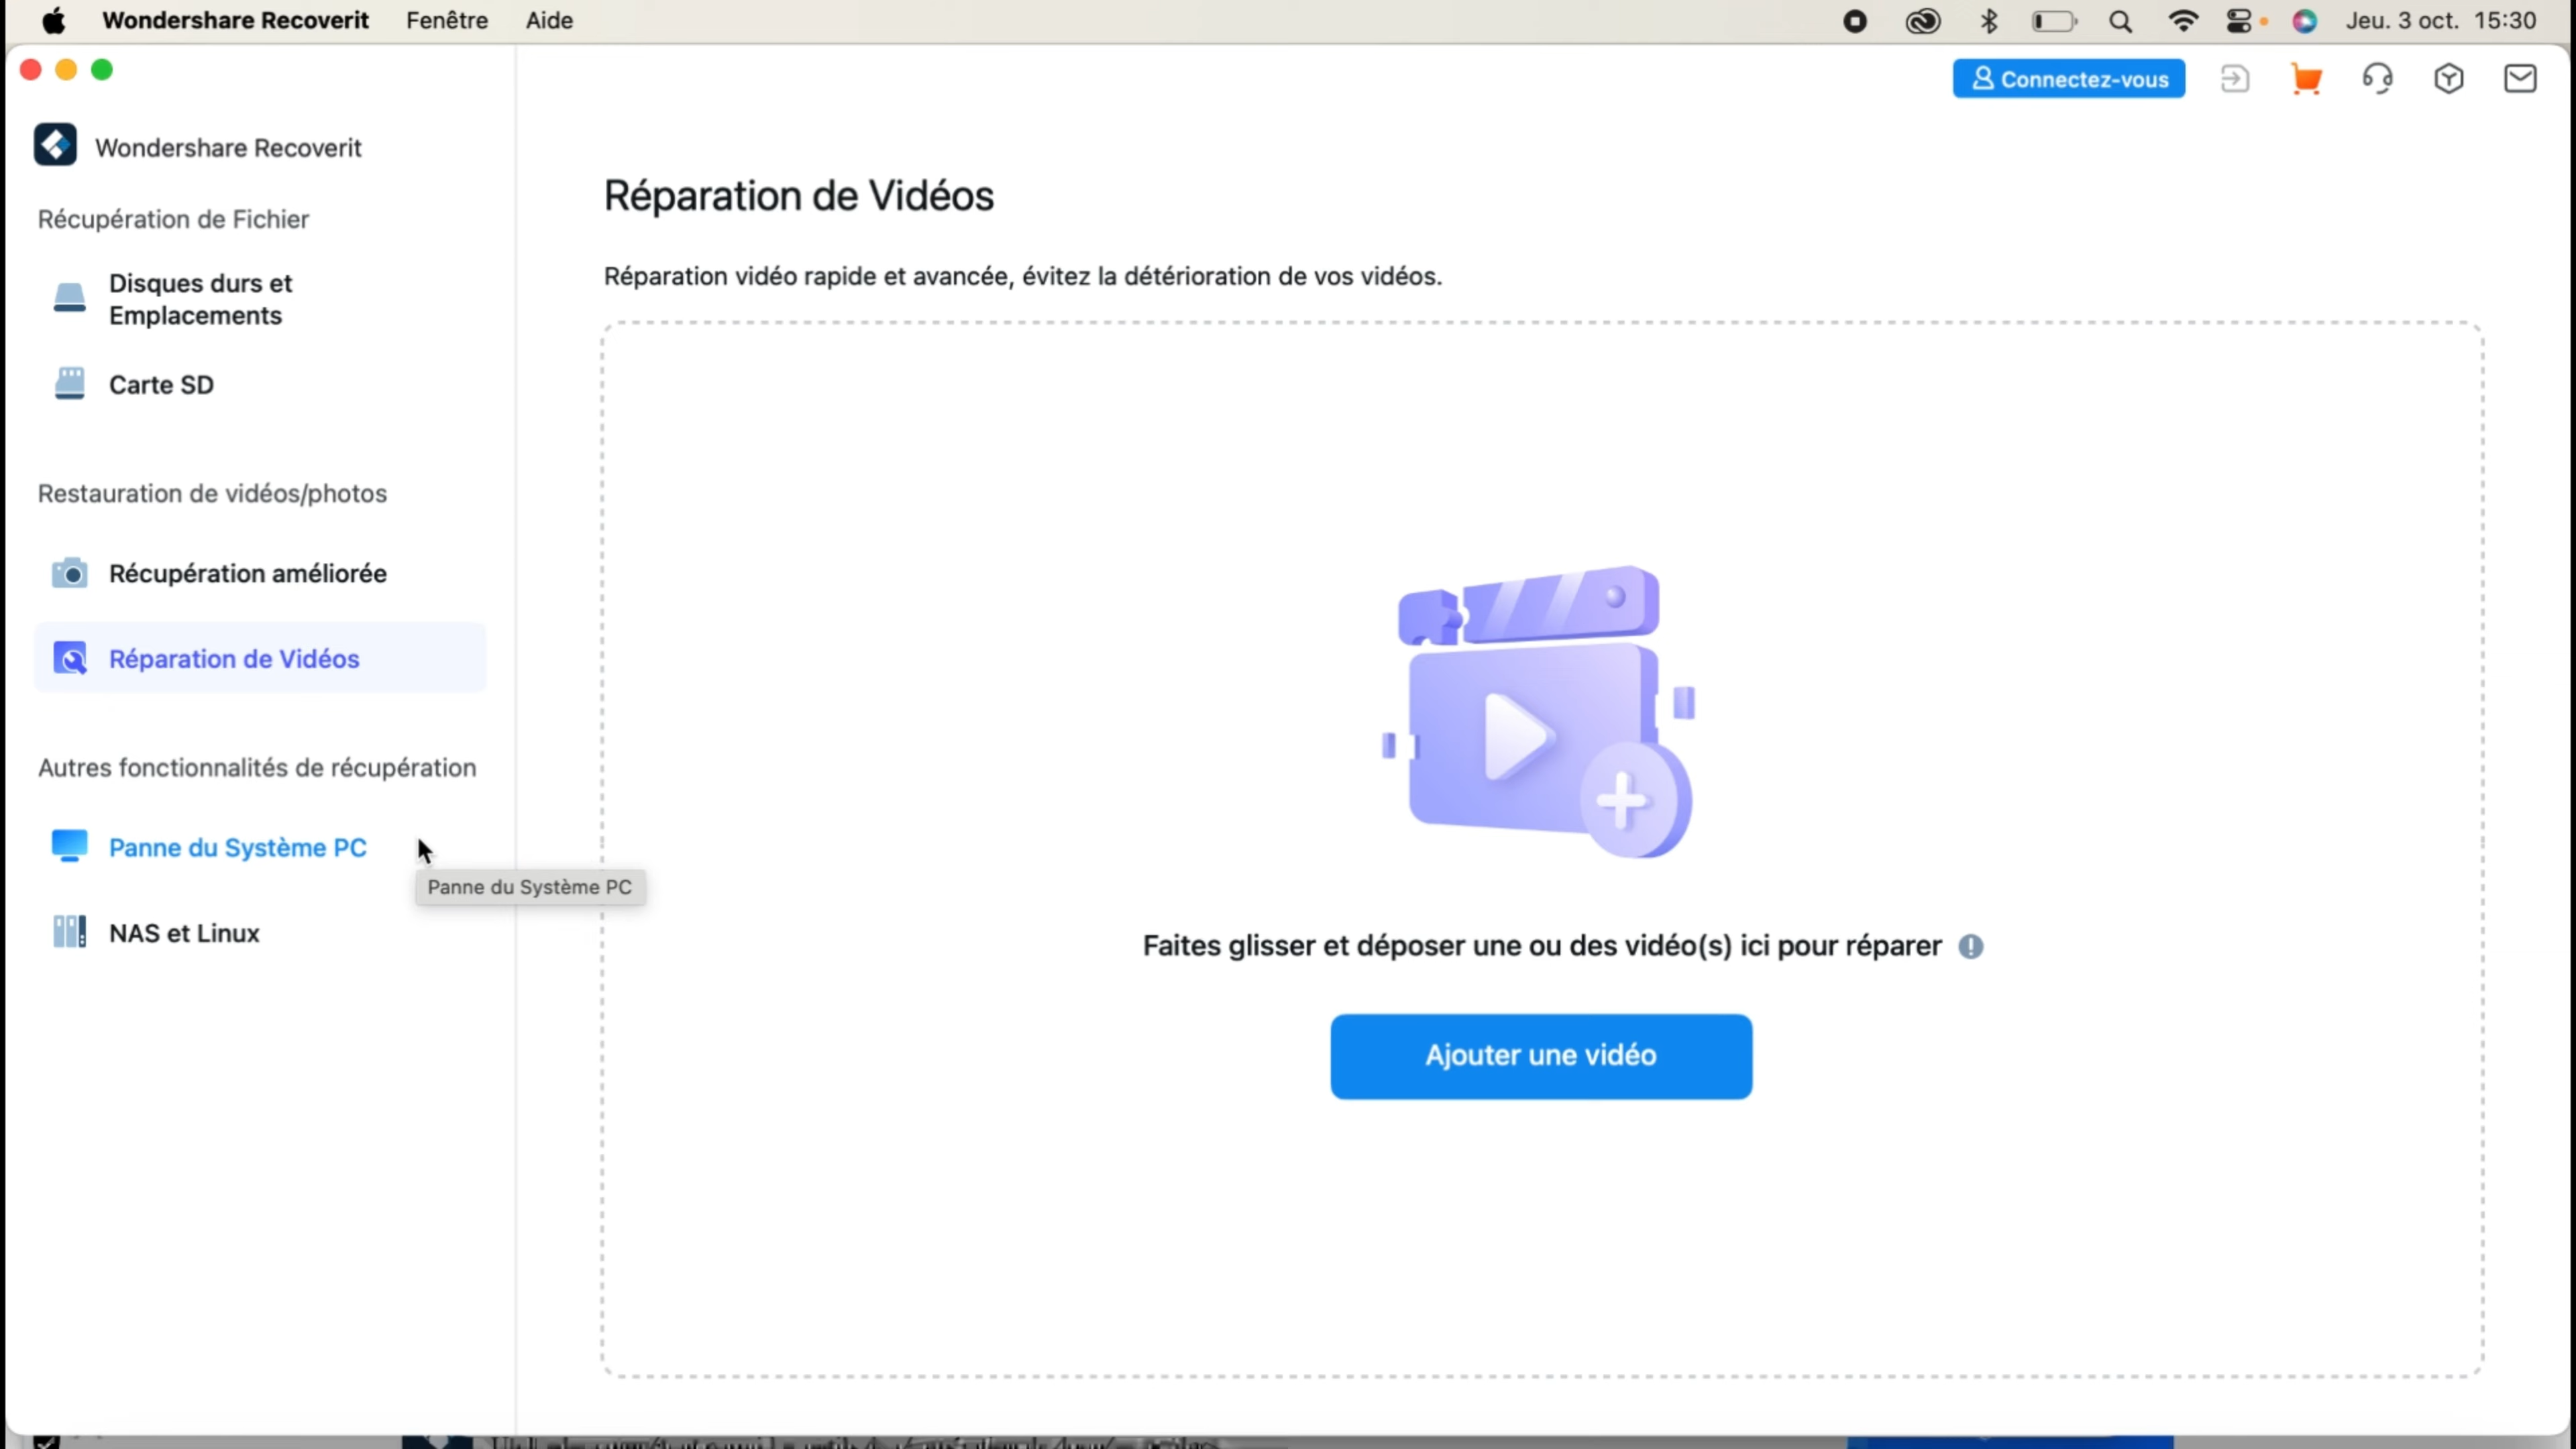 Wondershare Recoverit Fenêtre Aide Jeu. 3 oct. 15:30
Connectez-vous
Wondershare Recoverit
Récupération de Fichier
Disques durs et
Emplacements
Carte SD
Restauration de vidéos/photos
Récupération améliorée
Réparation de Vidéos
Autres fonctionnalités de récupération
Panne du Système PC
Panne du Système PC
NAS et Linux
Réparation de Vidéos
Réparation vidéo rapide et avancée, évitez la détérioration de vos vidéos.
Faites glisser et déposer une ou des vidéo(s) ici pour réparer
Ajouter une vidéo